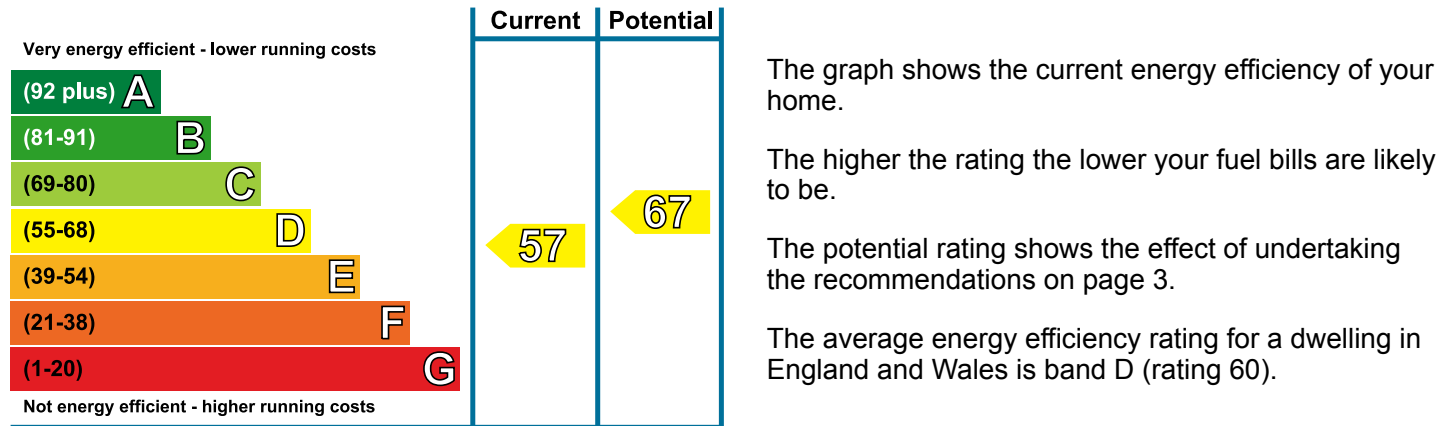 Current Potential
Very energy efficient - lower running costs
(92 plus) A
(81-91) B
(69-80) C
(55-68) D
(39-54) E
(21-38) F
(1-20) G
Not energy efficient - higher running costs
57
67
The graph shows the current energy efficiency of your
home.
The higher the rating the lower your fuel bills are likely
to be.
The potential rating shows the effect of undertaking
the recommendations on page 3.
The average energy efficiency rating for a dwelling in
England and Wales is band D (rating 60).